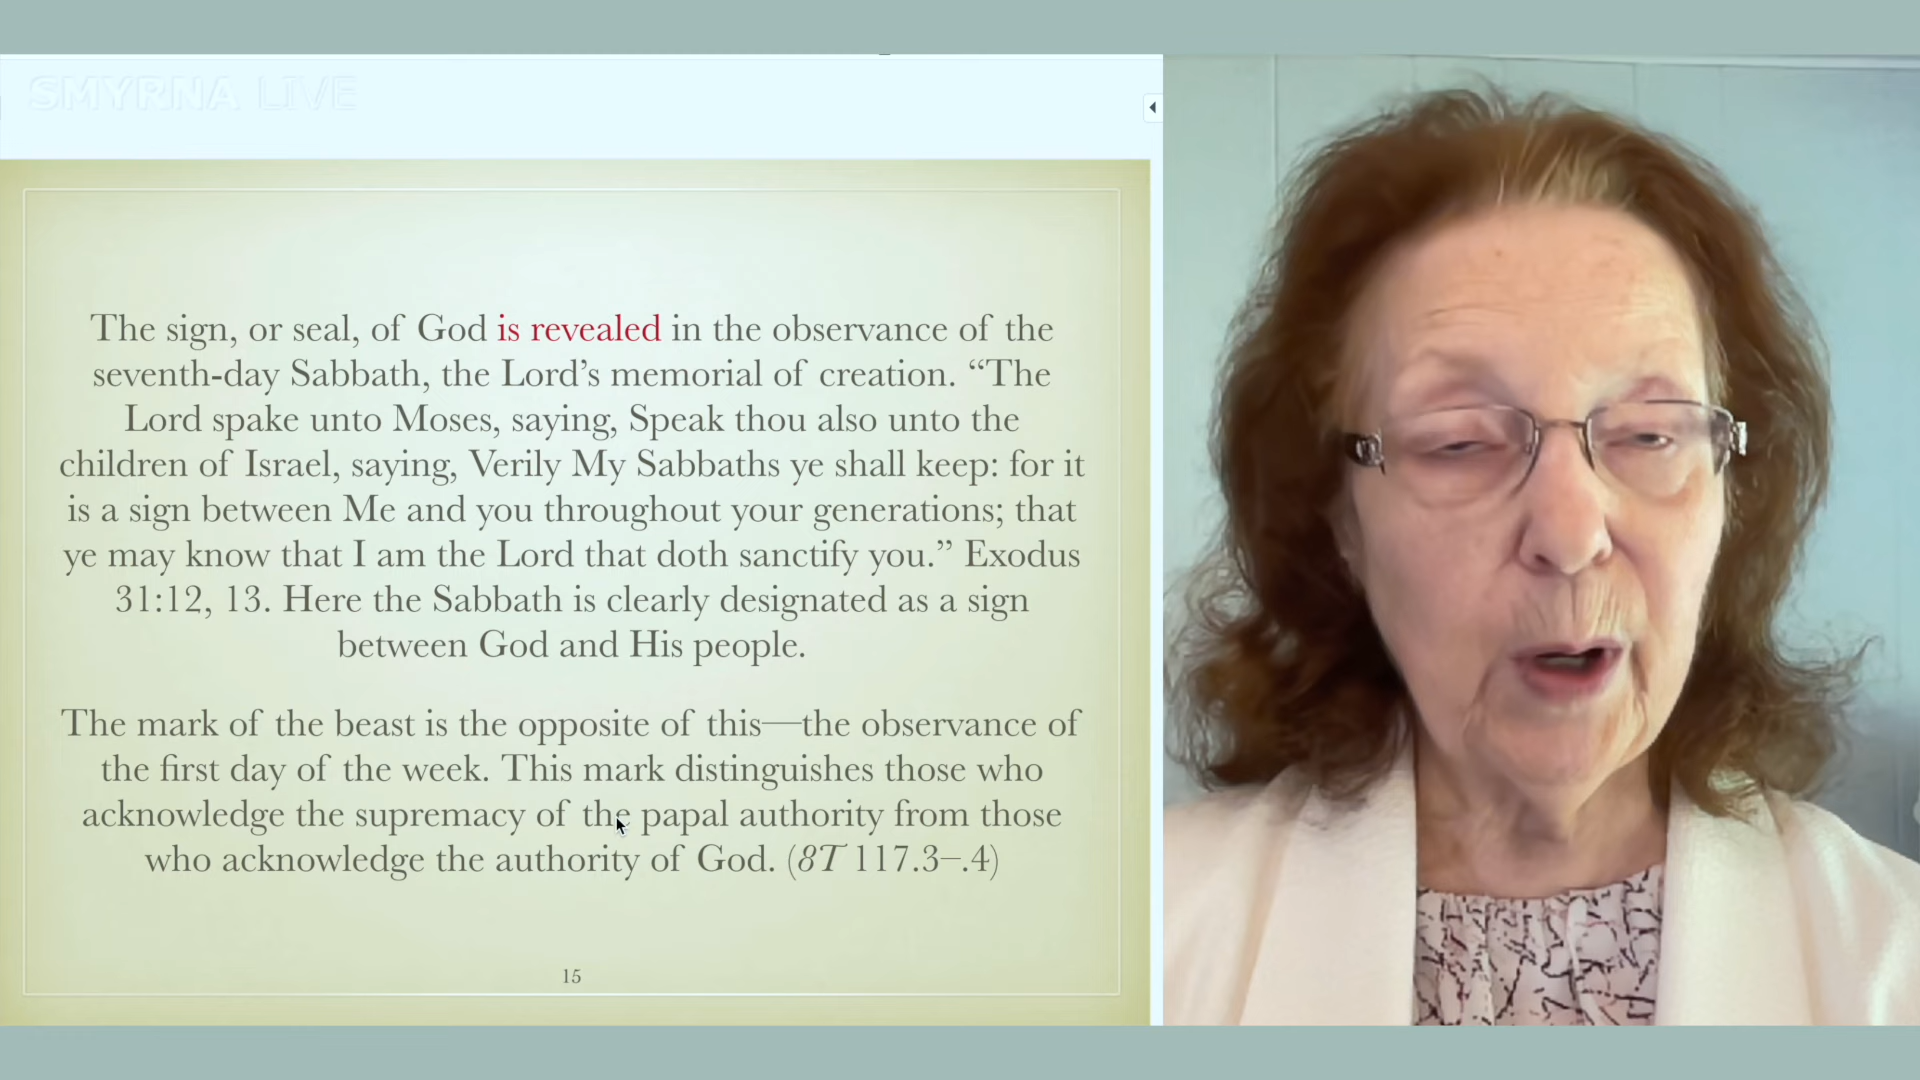 SMYRNA LIVE
The sign, or seal, of God is revealed in the observance of the
seventh-day Sabbath, the Lord’s memorial of creation. “The
Lord spake unto Moses, saying, Speak thou also unto the
children of Israel, saying, Verily My Sabbaths ye shall keep: for it
is a sign between Me and you throughout your generations; that
ye may know that I am the Lord that doth sanctify you.” Exodus
31:12, 13. Here the Sabbath is clearly designated as a sign
between God and His people.
The mark of the beast is the opposite of this—the observance of
the first day of the week. This mark distinguishes those who
acknowledge the supremacy of the papal authority from those
who acknowledge the authority of God. (8T 117.3–.4)
15